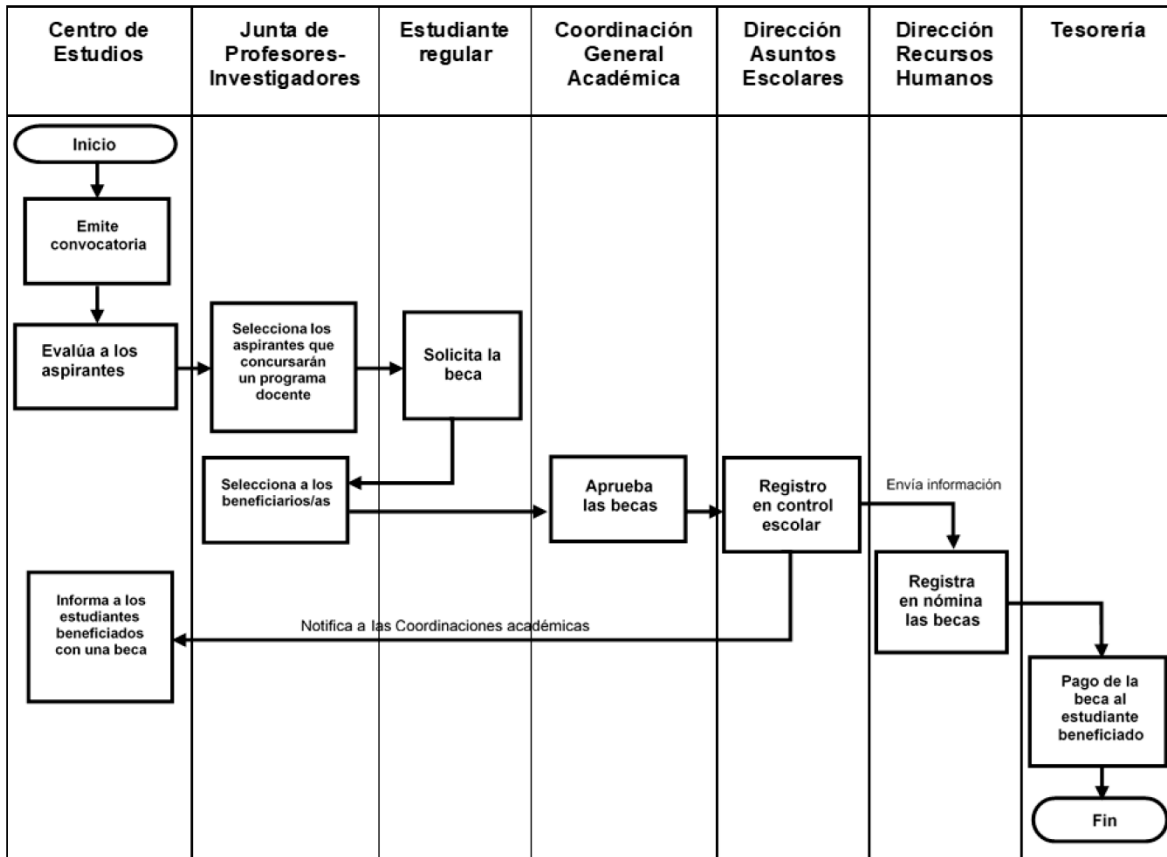 Centro de
Estudios
Junta de
Profesores-
Investigadores
Estudiante
regular
Coordinación
General
Académica
Dirección
Asuntos
Escolares
Dirección
Recursos
Humanos
Tesorería
Inicio
Emite
convocatoria
Evalúa a los
aspirantes
Selecciona los
aspirantes que
concursarán
un programa
docente
Solicita la
beca
Selecciona a los
beneficiarios/as
Aprueba
las becas
Registro
en control
escolar
Envía información
Registra
en nómina
las becas
Informa a los
estudiantes
beneficiados
con una beca
Notifica a las Coordinaciones académicas
Pago de la
beca al
estudiante
beneficiado
Fin